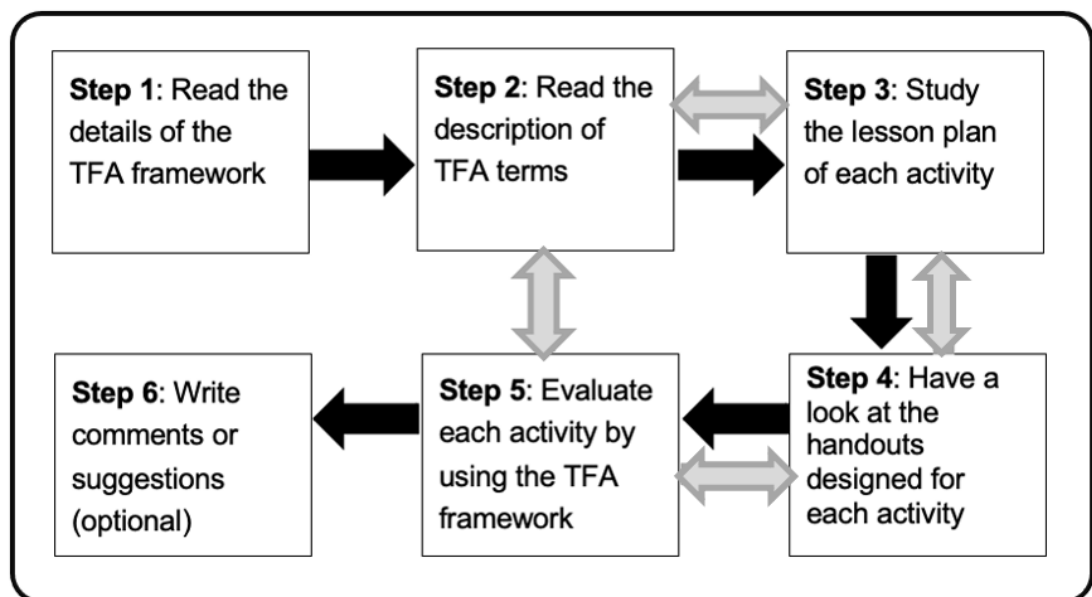 Step 1: Read the
details of the
TFA framework
Step 2: Read the
description of
TFA terms
Step 3: Study
the lesson plan
of each activity
Step 4: Have a
look at the
handouts
designed for
each activity
Step 5: Evaluate
each activity by
using the TFA
framework
Step 6: Write
comments or
suggestions
(optional)